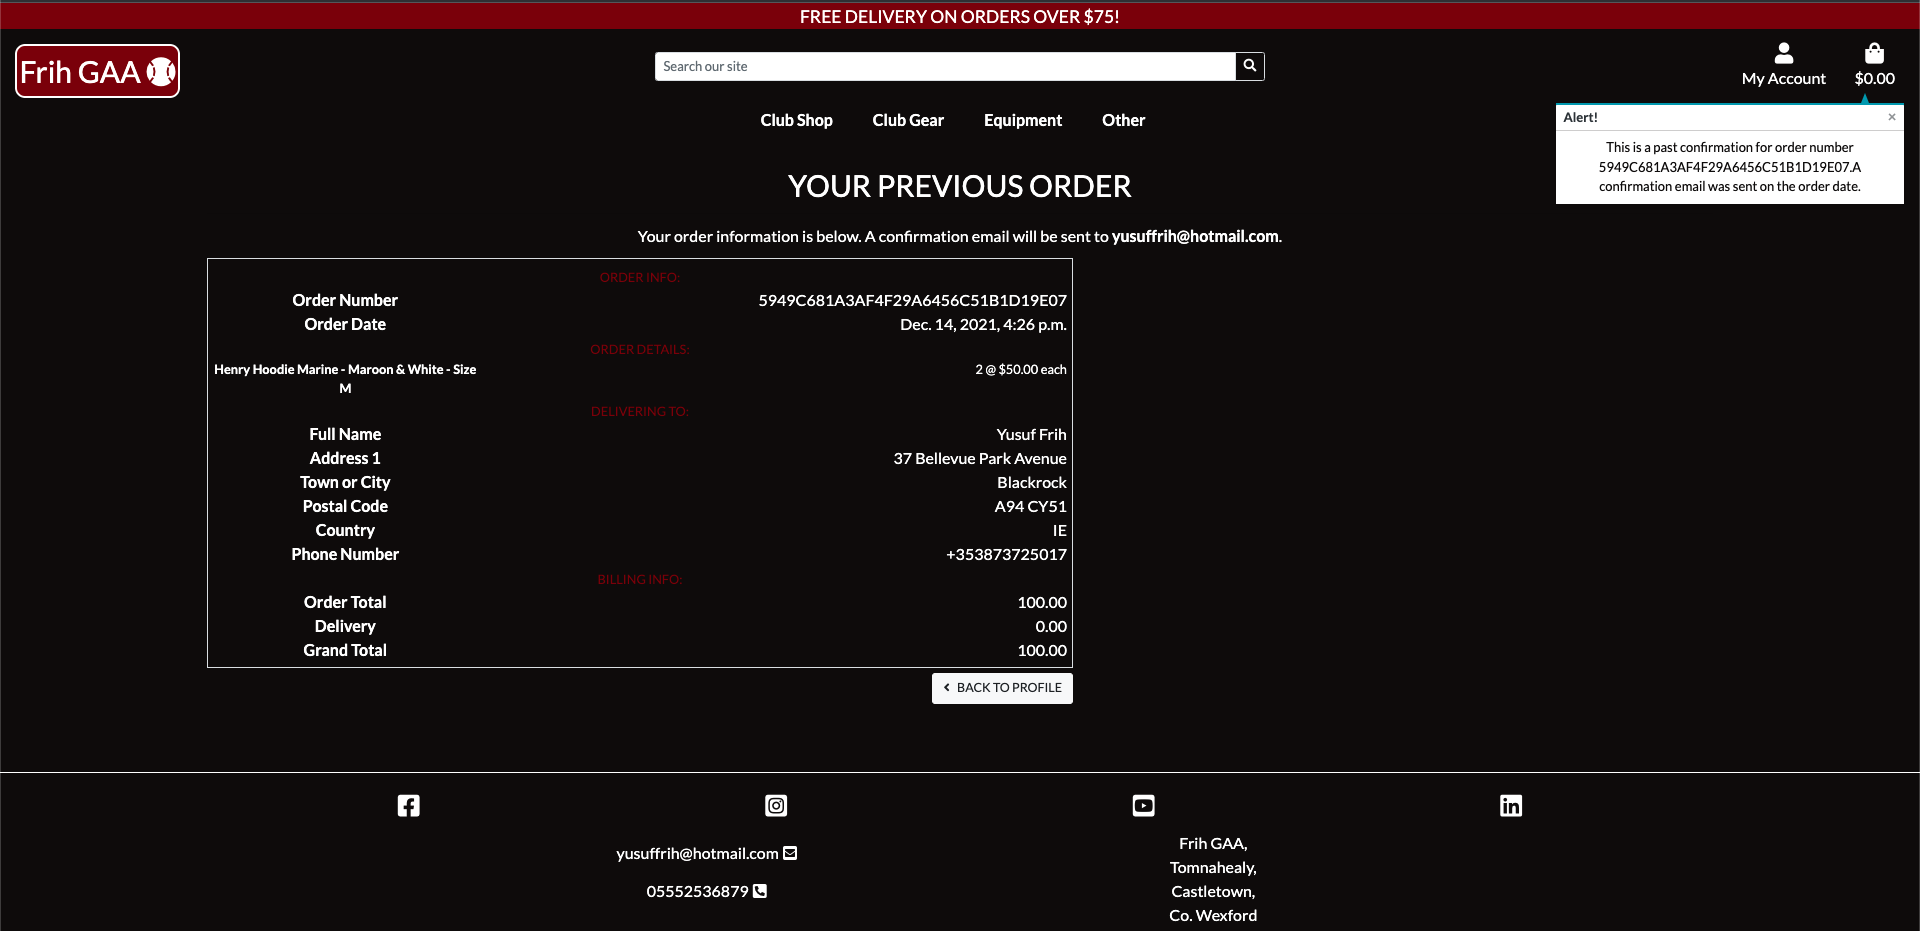 FREE DELIVERY ON ORDERS OVER $75!
Frih GAA
Search our site
My Account
$0.00
Club Shop Club Gear Equipment Other
Alert! ×
This is a past confirmation for order number
5949C681A3AF4F29A6456C51B1D19E07.A
confirmation email was sent on the order date.
YOUR PREVIOUS ORDER
Your order information is below. A confirmation email will be sent to yusuffrih@hotmail.com.
ORDER INFO:
Order Number 5949C681A3AF4F29A6456C51B1D19E07
Order Date Dec. 14, 2021, 4:26 p.m.
ORDER DETAILS:
Henry Hoodie Marine - Maroon & White - Size 2 @ $50.00 each
M
DELIVERING TO:
Full Name Yusuf Frih
Address 1 37 Bellevue Park Avenue
Town or City Blackrock
Postal Code A94 CY51
Country IE
Phone Number +353873725017
BILLING INFO:
Order Total 100.00
Delivery 0.00
Grand Total 100.00
BACK TO PROFILE
yusuffrih@hotmail.com
05552536879
Frih GAA,
Tomnahealy,
Castletown,
Co. Wexford